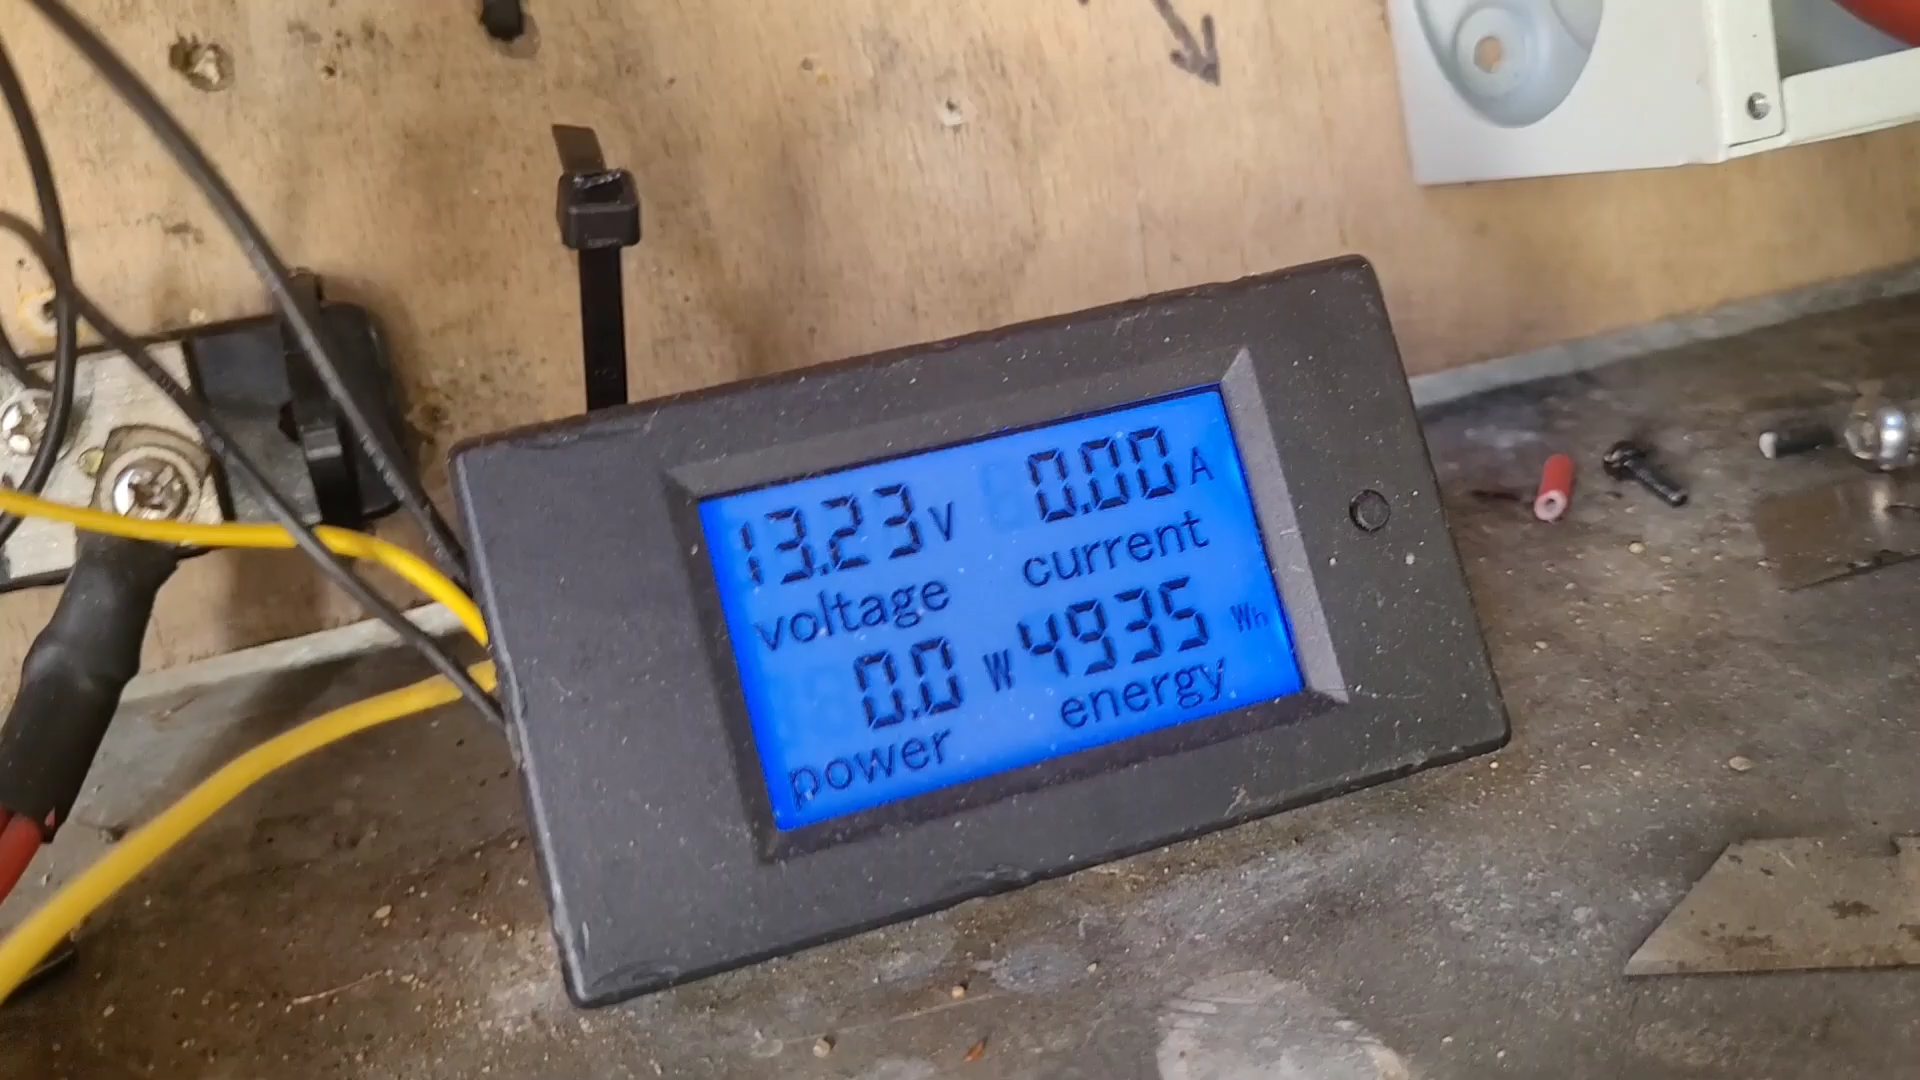 13.23 V 0.00 A
voltage current
0.0 W 4935 Wh
power energy